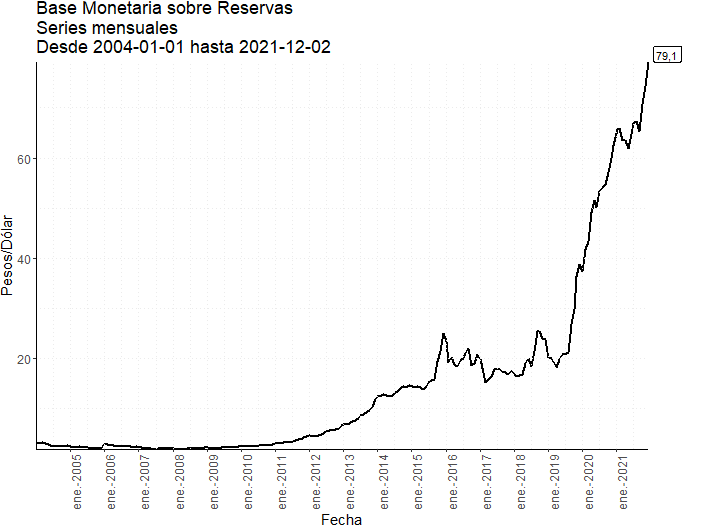 Base Monetaria sobre Reservas
Series mensuales
Desde 2004-01-01 hasta 2021-12-02
79,1
60
40
20
Pesos/Dólar
ene.-2005
ene.-2006
ene.-2007
ene.-2008
ene.-2009
ene.-2010
ene.-2011
ene.-2012
ene.-2013
ene.-2014
ene.-2015
ene.-2016
ene.-2017
ene.-2018
ene.-2019
ene.-2020
ene.-2021
Fecha